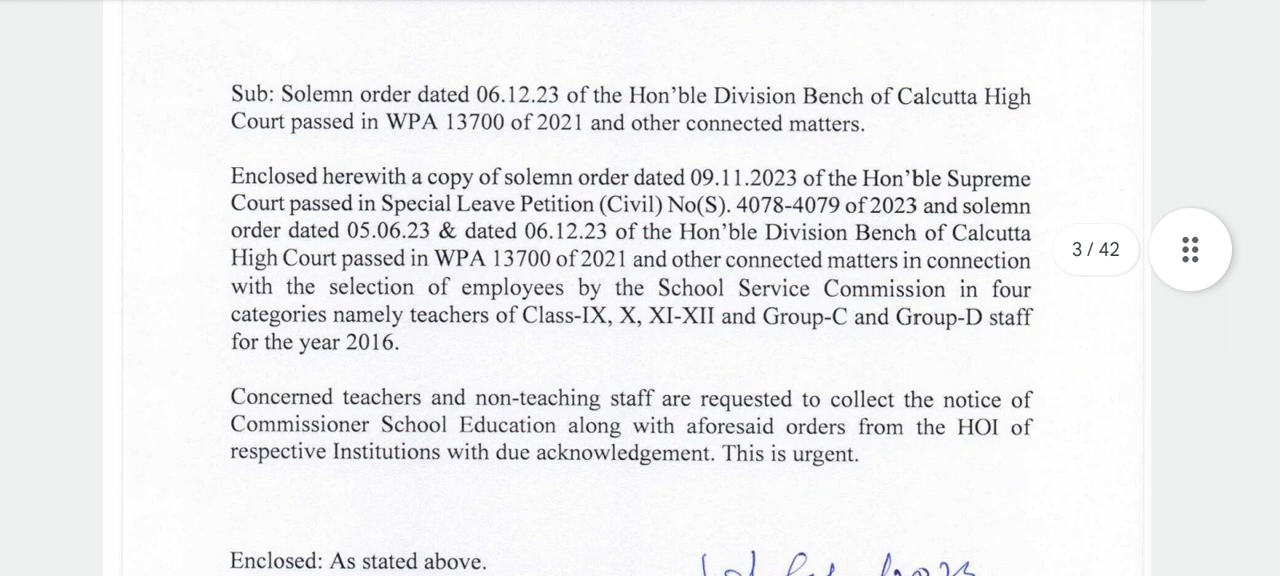 Sub: Solemn order dated 06.12.23 of the Hon'ble Division Bench of Calcutta High
Court passed in WPA 13700 of 2021 and other connected matters.
Enclosed herewith a copy of solemn order dated 09.11.2023 of the Hon'ble Supreme
Court passed in Special Leave Petition (Civil) No(S). 4078-4079 of 2023 and solemn
order dated 05.06.23 & dated 06.12.23 of the Hon'ble Division Bench of Calcutta
High Court passed in WPA 13700 of 2021 and other connected matters in connection
with the selection of employees by the School Service Commission in four
categories namely teachers of Class-IX, X, XI-XII and Group-C and Group-D staff
for the year 2016.
3 / 42
Concerned teachers and non-teaching staff are requested to collect the notice of
Commissioner School Education along with aforesaid orders from the HOI of
respective Institutions with due acknowledgement. This is urgent.
Enclosed: As stated above.